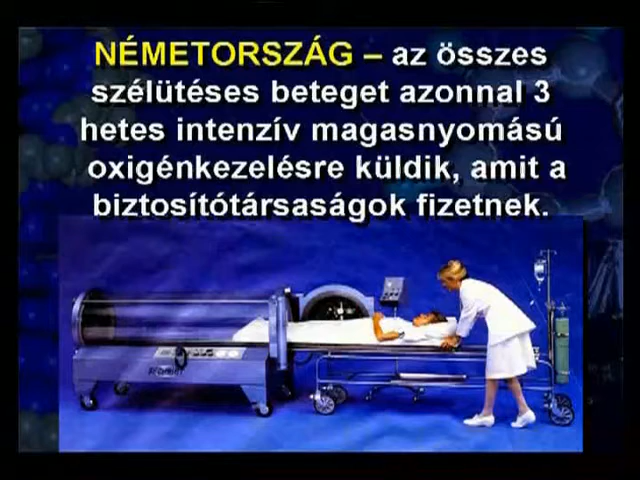 NÉMETORSZÁG – az összes
szélütéses beteget azonnal 3
hetes intenzív magasnyomású
oxigénkezelésre küldik, amit a
biztosítótársaságok fizetnek.